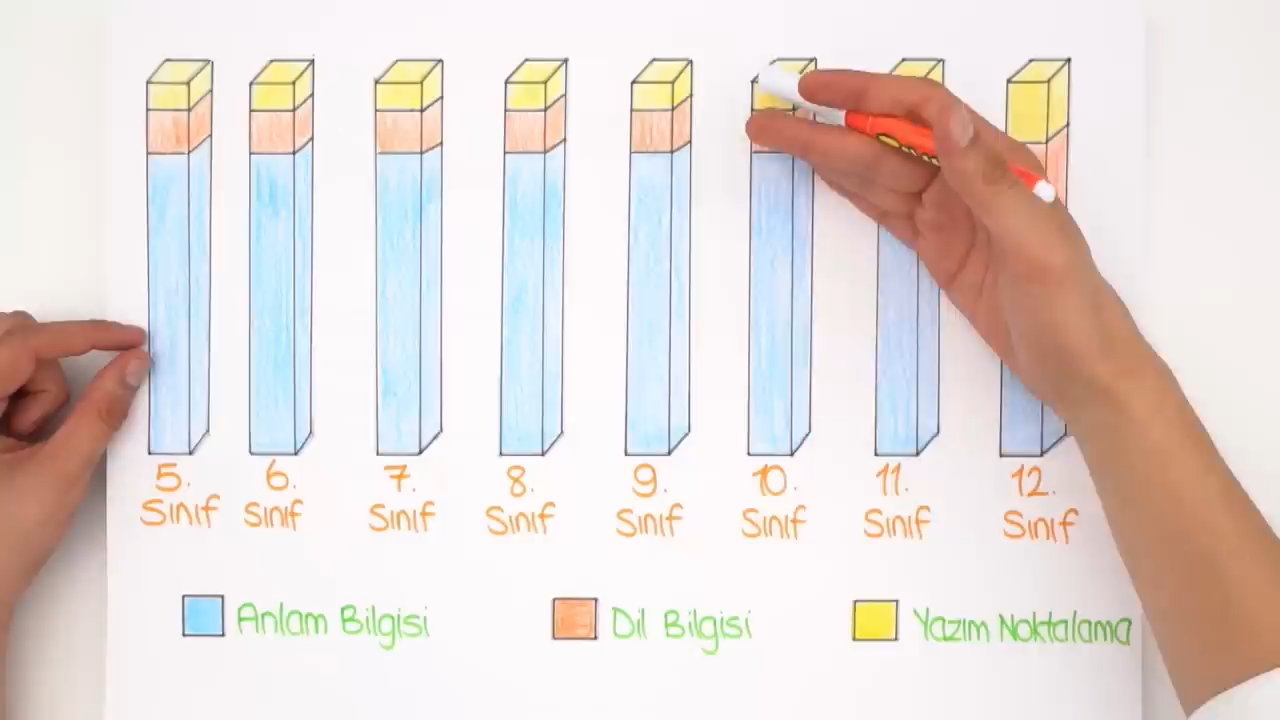 5. Sınıf
6. Sınıf
7. Sınıf
8. Sınıf
9. Sınıf
10. Sınıf
11. Sınıf
12. Sınıf
Anlam Bilgisi
Dil Bilgisi
Yazım Noktalama